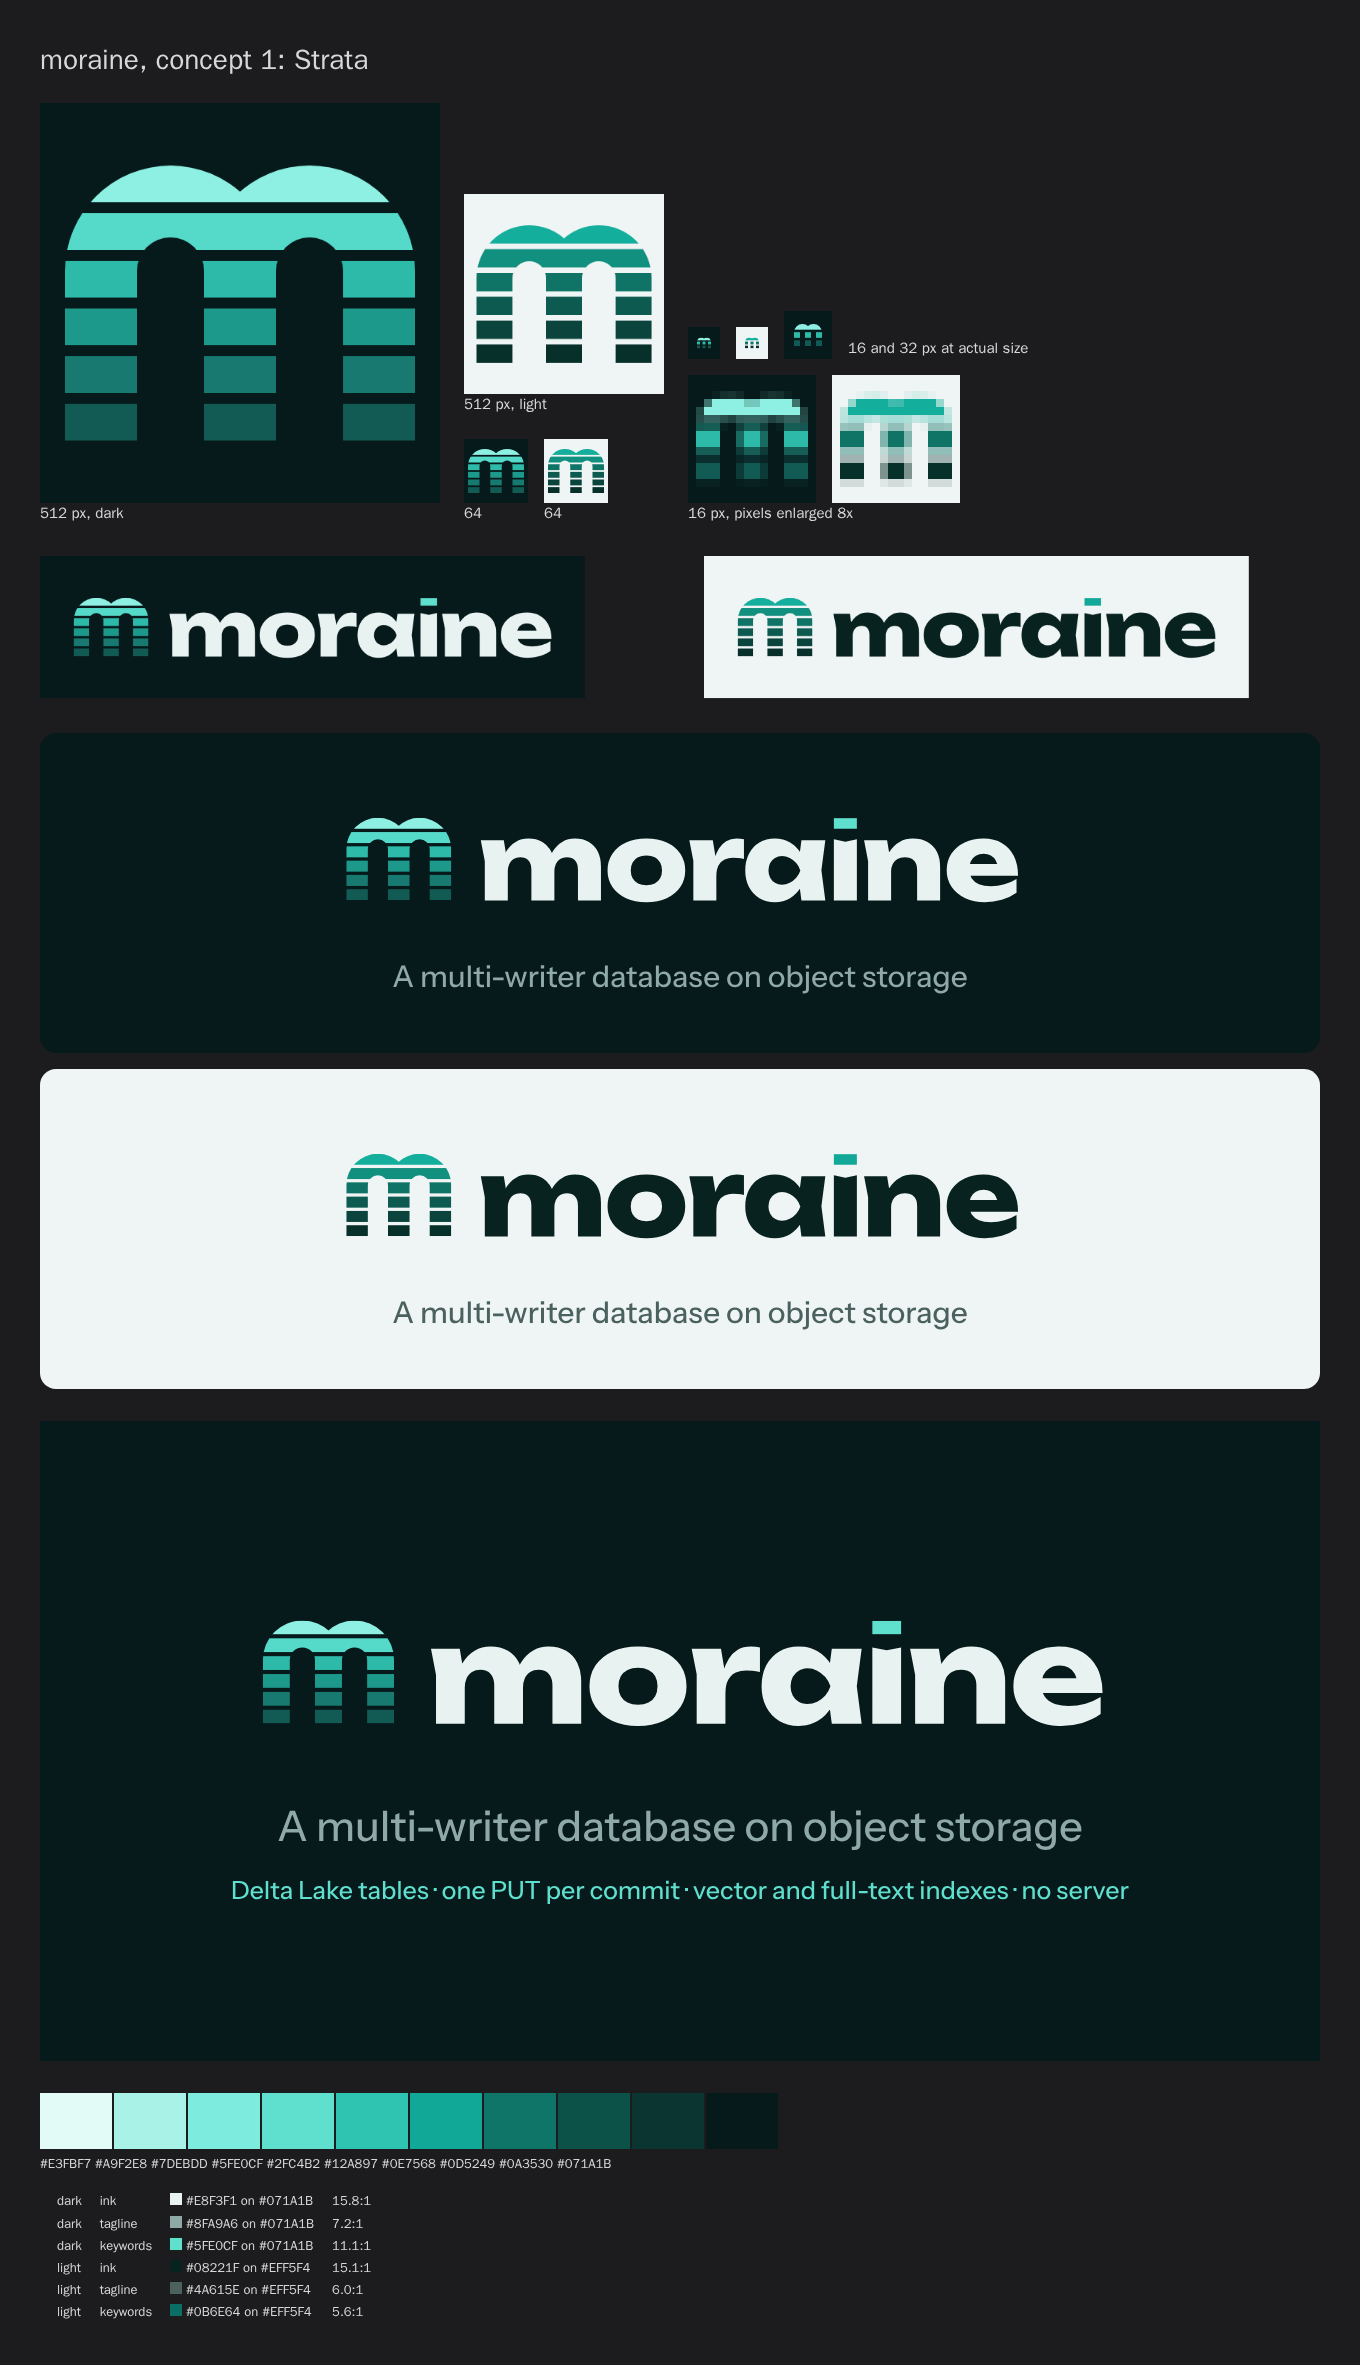 moraine, concept 1: Strata
512 px, light
16 and 32 px at actual size
512 px, dark
64
64
16 px, pixels enlarged 8x
moraine
moraine
moraine
A multi-writer database on object storage
moraine
A multi-writer database on object storage
moraine
A multi-writer database on object storage
Delta Lake tables · one PUT per commit · vector and full-text indexes · no server
#E3FBF7 #A9F2E8 #7DEBDD #5FE0CF #2FC4B2 #12A897 #0E7568 #0D5249 #0A3530 #071A1B
dark ink #E8F3F1 on #071A1B 15.8:1
dark tagline #8FA9A6 on #071A1B 7.2:1
dark keywords #5FE0CF on #071A1B 11.1:1
light ink #08221F on #EFF5F4 15.1:1
light tagline #4A615E on #EFF5F4 6.0:1
light keywords #0B6E64 on #EFF5F4 5.6:1